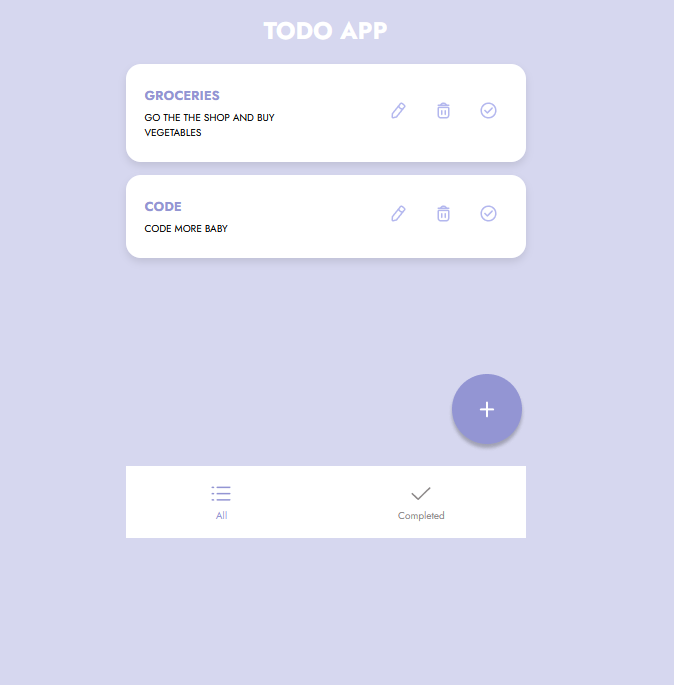 TODO APP
GROCERIES
GO THE THE SHOP AND BUY
VEGETABLES
CODE
CODE MORE BABY
All
Completed